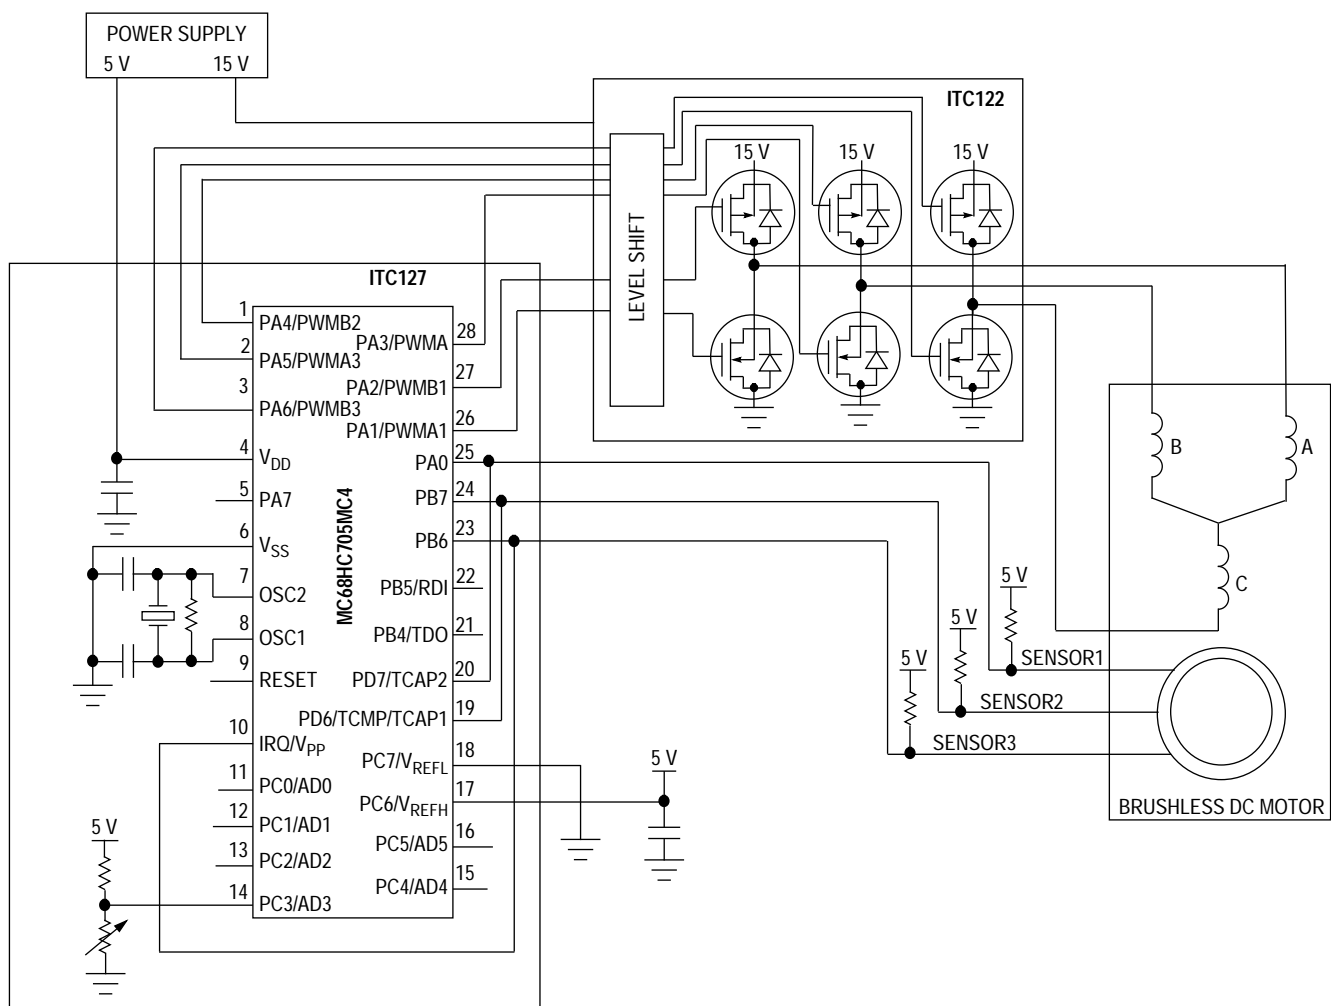 POWER SUPPLY
5 V 15 V
ITC122
15 V 15 V 15 V
LEVEL SHIFT
ITC127
MC68HC705MC4
1 PA4/PWMB2
2 PA5/PWMA3
3 PA6/PWMB3
4 VDD
5 PA7
6 VSS
7 OSC2
8 OSC1
9 RESET
10 IRQ/VPP
11 PC0/AD0
12 PC1/AD1
13 PC2/AD2
14 PC3/AD3
5 V
PA3/PWMA 28
PA2/PWMB1 27
PA1/PWMA1 26
PA0 25
PB7 24
PB6 23
PB5/RDI 22
PB4/TDO 21
PD7/TCAP2 20
PD6/TCMP/TCAP1 19
PC7/VREFL 18
PC6/VREFH 17
PC5/AD5 16
PC4/AD4 15
5 V
B A
C
5 V
5 V
5 V
SENSOR1
SENSOR2
SENSOR3
BRUSHLESS DC MOTOR